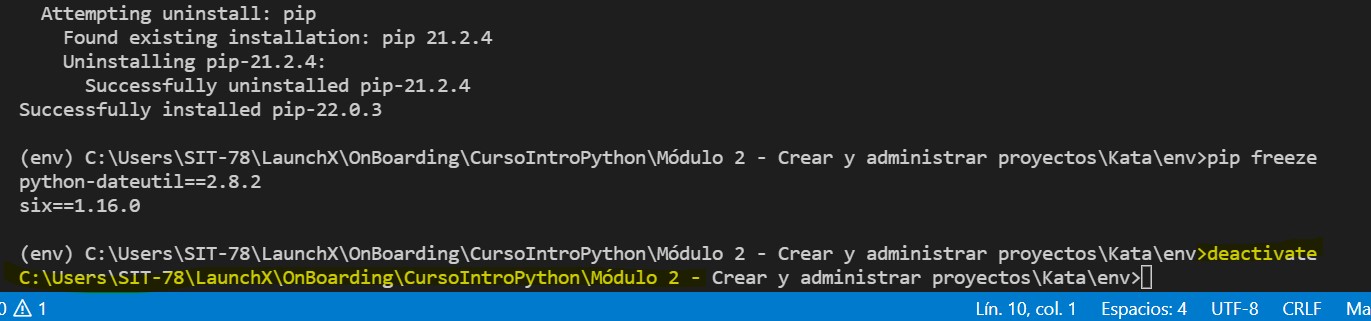 Attempting uninstall: pip
Found existing installation: pip 21.2.4
Uninstalling pip-21.2.4:
Successfully uninstalled pip-21.2.4
Successfully installed pip-22.0.3
(env) C:\Users\SIT-78\LaunchX\OnBoarding\CursoIntroPython\Módulo 2 - Crear y administrar proyectos\Kata\env>pip freeze
python-dateutil==2.8.2
six==1.16.0
(env) C:\Users\SIT-78\LaunchX\OnBoarding\CursoIntroPython\Módulo 2 - Crear y administrar proyectos\Kata\env>deactivate
C:\Users\SIT-78\LaunchX\OnBoarding\CursoIntroPython\Módulo 2 - Crear y administrar proyectos\Kata\env>
0 1 Lín. 10, col. 1 Espacios: 4 UTF-8 CRLF Ma